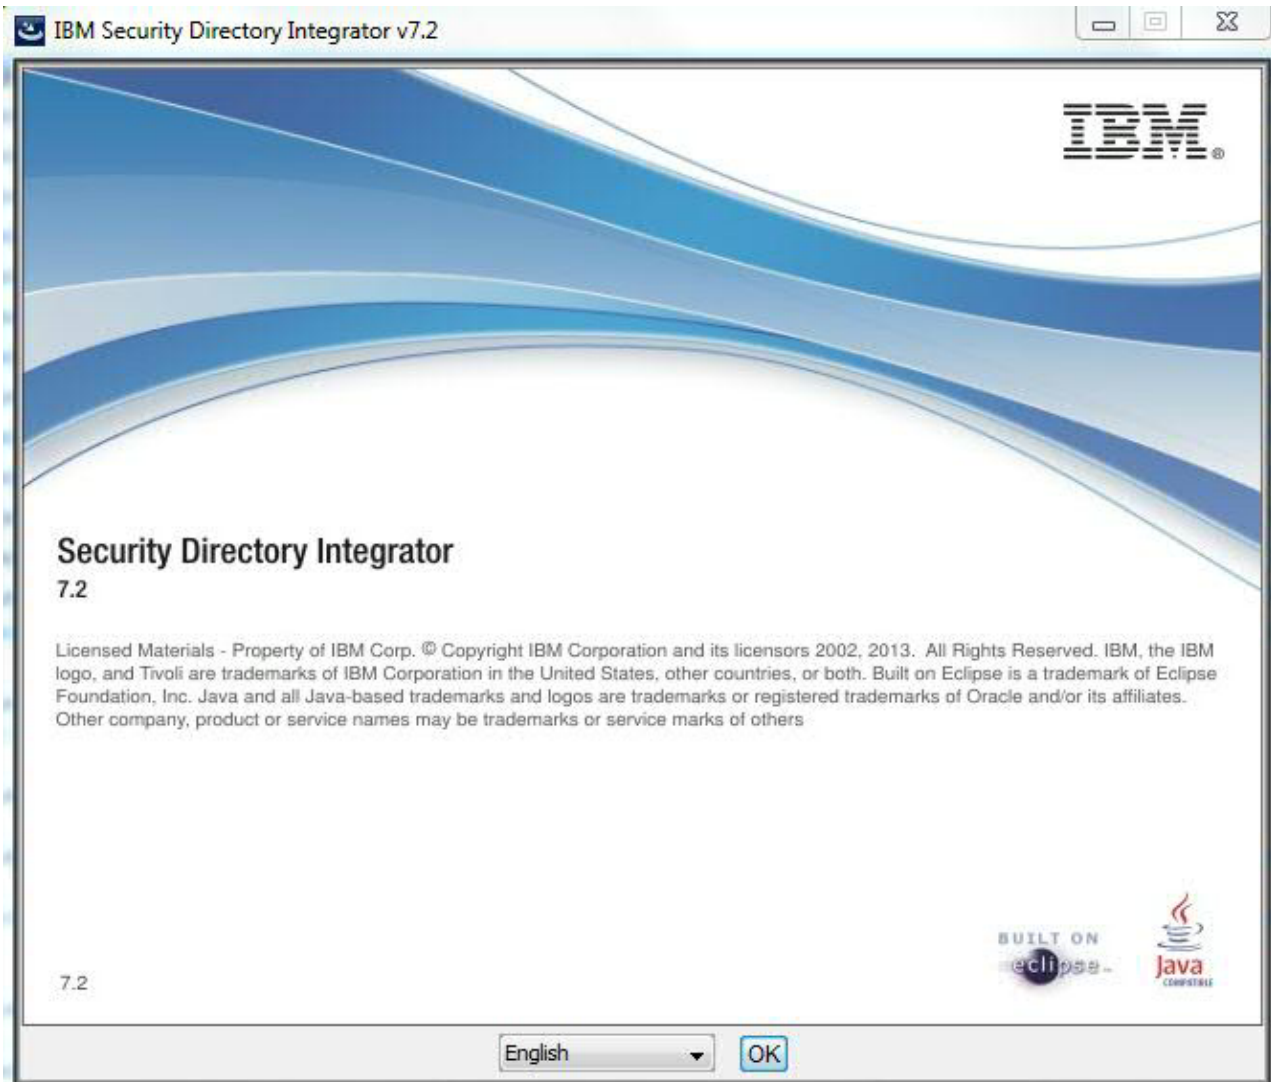 IBM Security Directory Integrator v7.2
IBM®
Security Directory Integrator
7.2
Licensed Materials - Property of IBM Corp. © Copyright IBM Corporation and its licensors 2002, 2013. All Rights Reserved. IBM, the IBM
logo, and Tivoli are trademarks of IBM Corporation in the United States, other countries, or both. Built on Eclipse is a trademark of Eclipse
Foundation, Inc. Java and all Java-based trademarks and logos are trademarks or registered trademarks of Oracle and/or its affiliates.
Other company, product or service names may be trademarks or service marks of others
BUILT ON
eclipse™
Java
COMPATIBLE
7.2
English
OK